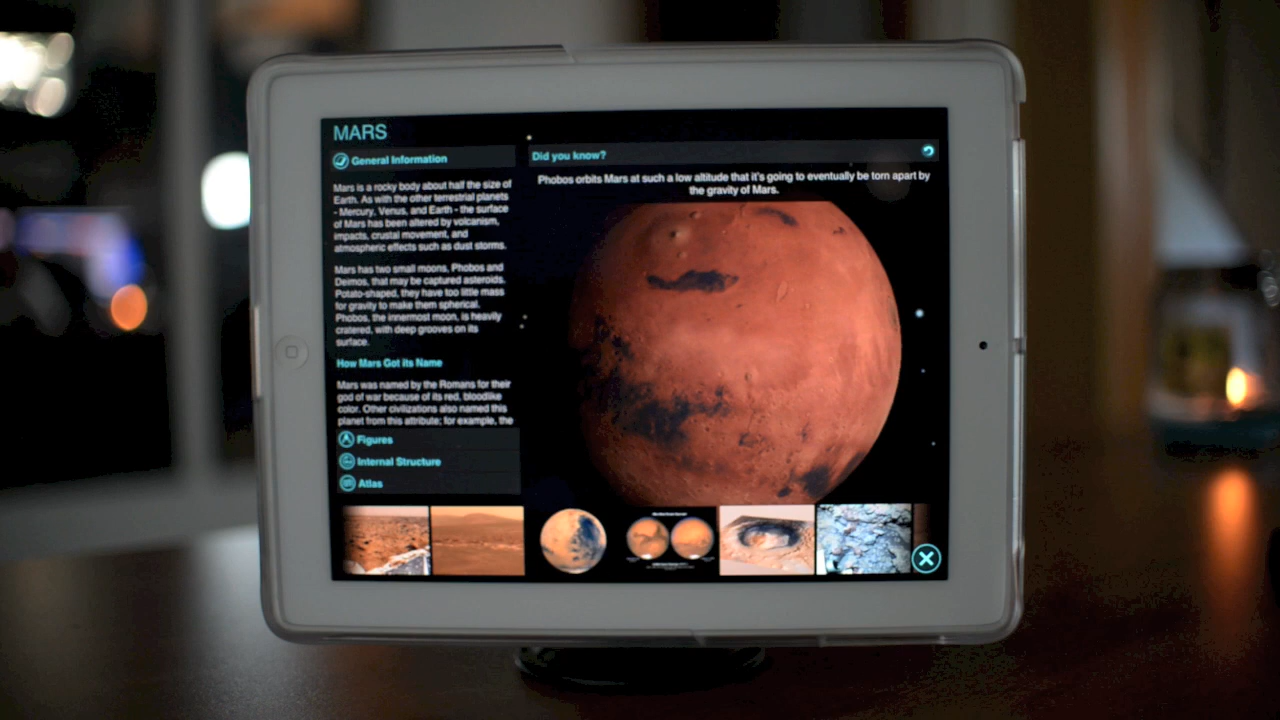 MARS
General Information
Mars is a rocky body about half the size of
Earth. As with the other terrestrial planets
- Mercury, Venus, and Earth - the surface
of Mars has been altered by volcanism,
impacts, crustal movement, and
atmospheric effects such as dust storms.
Mars has two small moons, Phobos and
Deimos, that may be captured asteroids.
Potato-shaped, they have too little mass
for gravity to make them spherical.
Phobos, the innermost moon, is heavily
cratered, with deep grooves on its
surface.
How Mars Got its Name
Mars was named by the Romans for their
god of war because of its red, bloodlike
color. Other civilizations also named this
planet from this attribute; for example, the
Figures
Internal Structure
Atlas
Did you know?
Phobos orbits Mars at such a low altitude that it's going to eventually be torn apart by
the gravity of Mars.